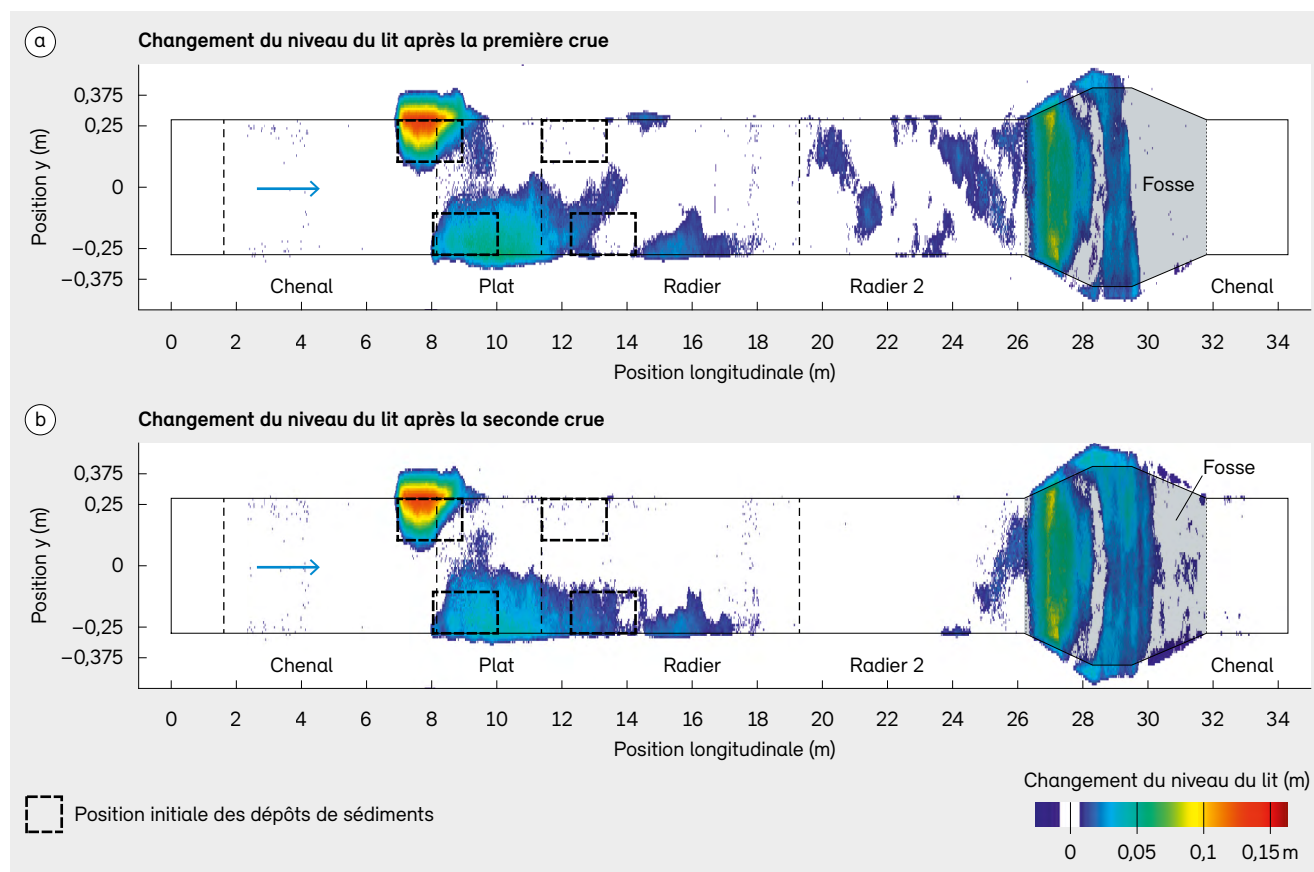 a
Changement du niveau du lit après la première crue
Position y (m)
0,375
0,25
0
−0,25
−0,375
Fosse
Chenal Plat Radier Radier 2 Chenal
0 2 4 6 8 10 12 14 16 18 20 22 24 26 28 30 32 34
Position longitudinale (m)
b
Changement du niveau du lit après la seconde crue
Position y (m)
0,375
0,25
0
−0,25
−0,375
Fosse
Chenal Plat Radier Radier 2 Chenal
0 2 4 6 8 10 12 14 16 18 20 22 24 26 28 30 32 34
Position longitudinale (m)
Position initiale des dépôts de sédiments
Changement du niveau du lit (m)
0 0,05 0,1 0,15 m